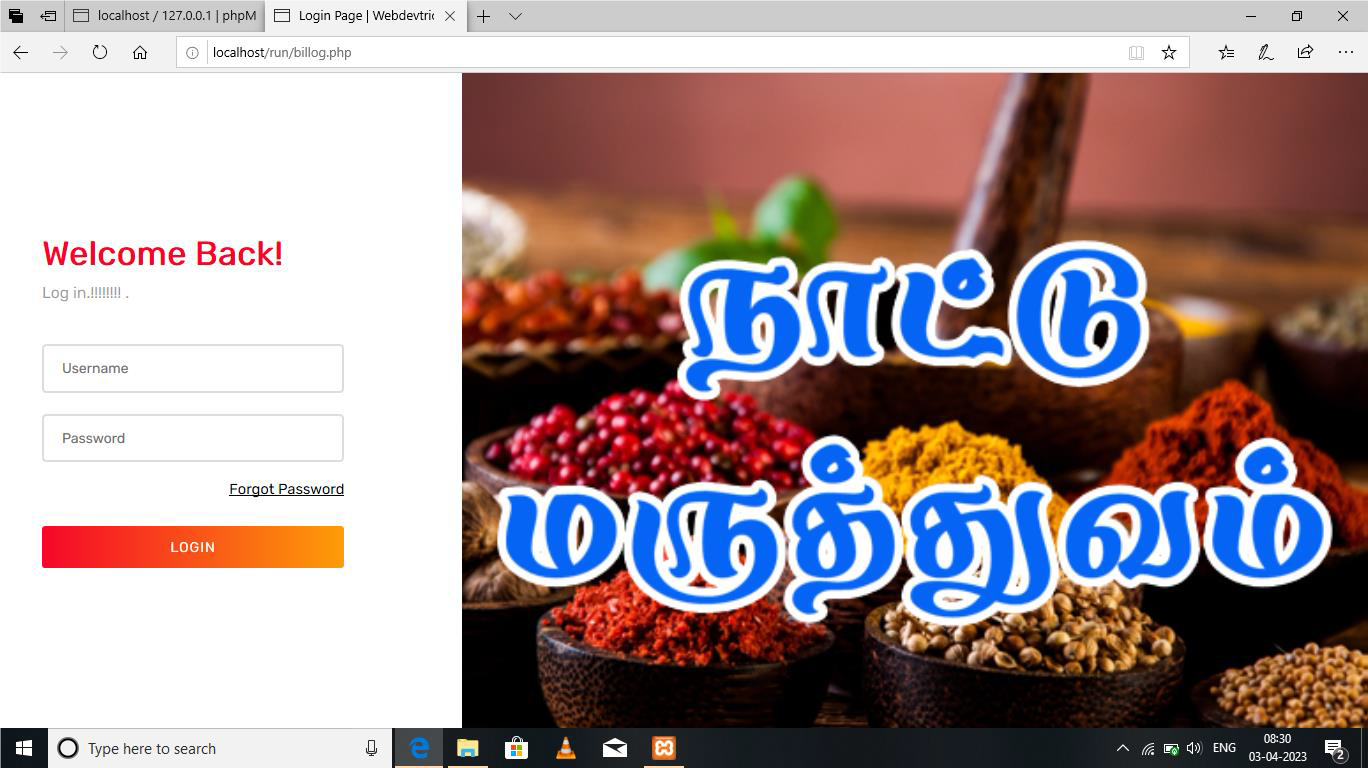 localhost / 127.0.0.1 | phpM
Login Page | Webdevtric
localhost/run/billog.php
Welcome Back!
Log in.!!!!!!!! .
Username
Password
Forgot Password
LOGIN
நாட்டு
மருத்துவம்
Type here to search
ENG
08:30
03-04-2023
2